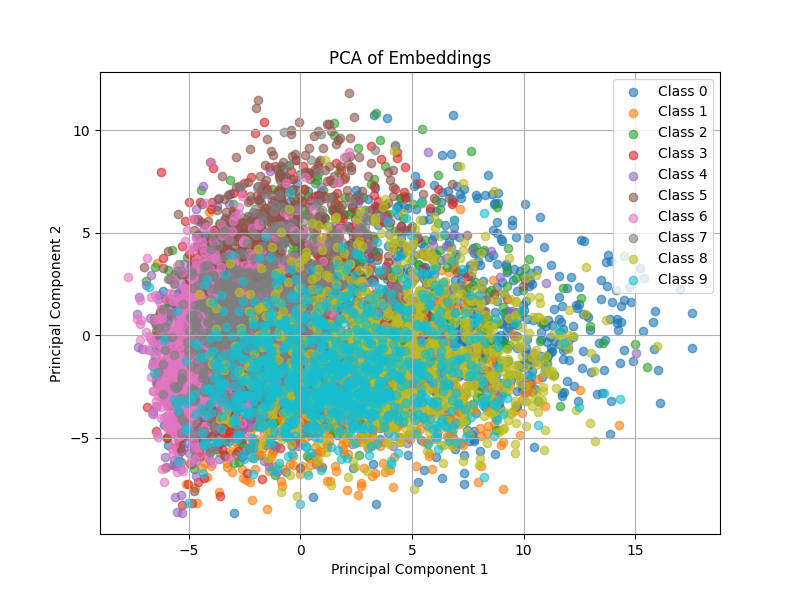 PCA of Embeddings
Class 0
Class 1
Class 2
Class 3
Class 4
Class 5
Class 6
Class 7
Class 8
Class 9
Principal Component 2
10
5
0
−5
−5
0
5
10
15
Principal Component 1